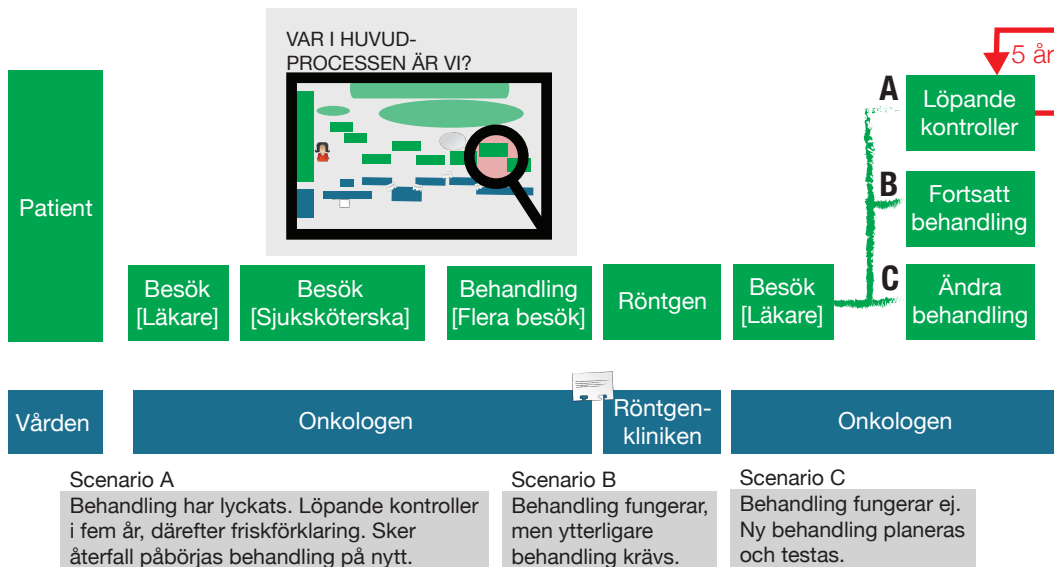 VAR I HUVUD-
PROCESSEN ÄR VI?
5 år
A
Löpande
kontroller
Patient
B
Fortsatt
behandling
Besök
[Läkare]
Besök
[Sjuksköterska]
Behandling
[Flera besök]
Röntgen
Besök
[Läkare]
C
Ändra
behandling
Vården
Onkologen
Röntgen-
kliniken
Onkologen
Scenario A
Behandling har lyckats. Löpande kontroller
i fem år, därefter friskförklaring. Sker
återfall påbörjas behandling på nytt.
Scenario B
Behandling fungerar,
men ytterligare
behandling krävs.
Scenario C
Behandling fungerar ej.
Ny behandling planeras
och testas.